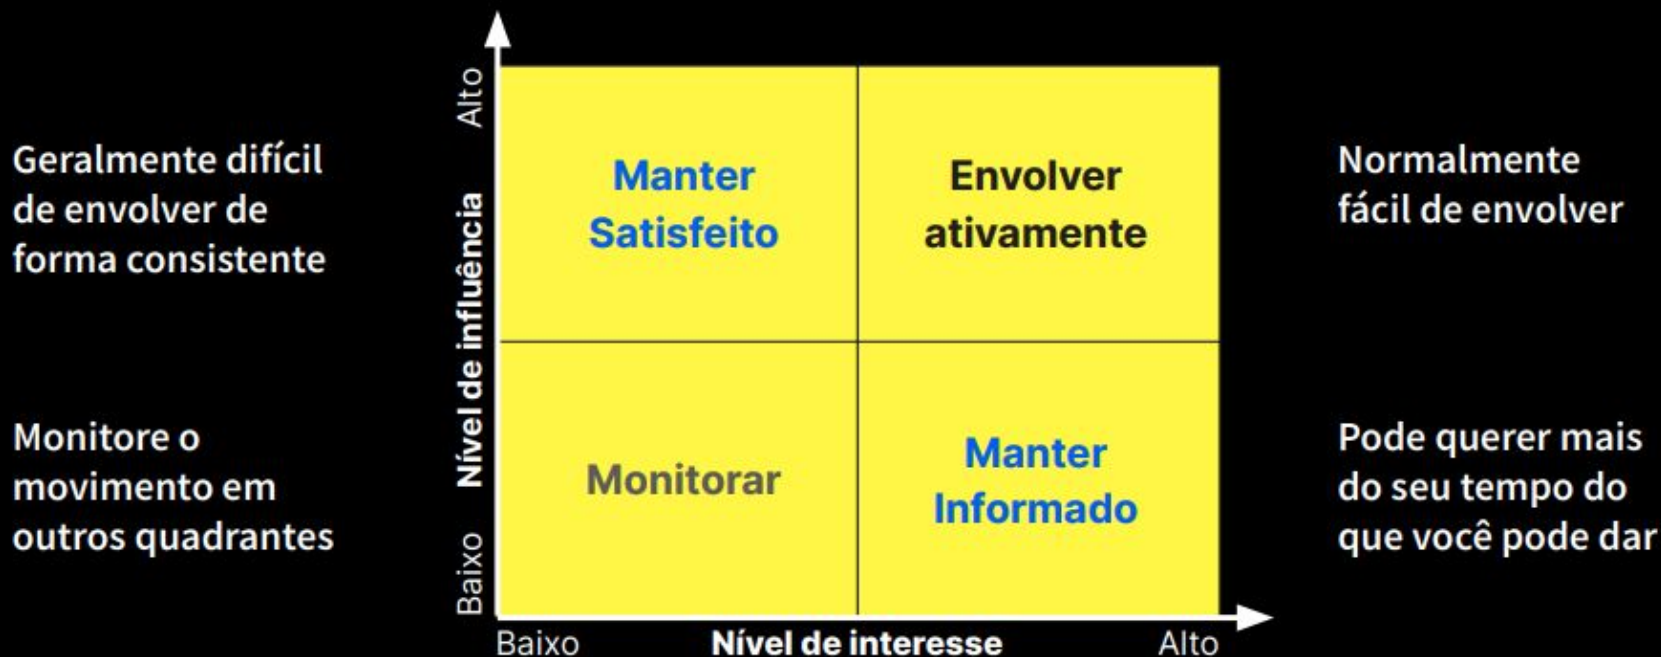 Geralmente difícil
de envolver de
forma consistente
Monitore o
movimento em
outros quadrantes
Alto
Nível de influência
Baixo
Manter
Satisfeito
Envolver
ativamente
Monitorar
Manter
Informado
Baixo
Nível de interesse
Alto
Normalmente
fácil de envolver
Pode querer mais
do seu tempo do
que você pode dar